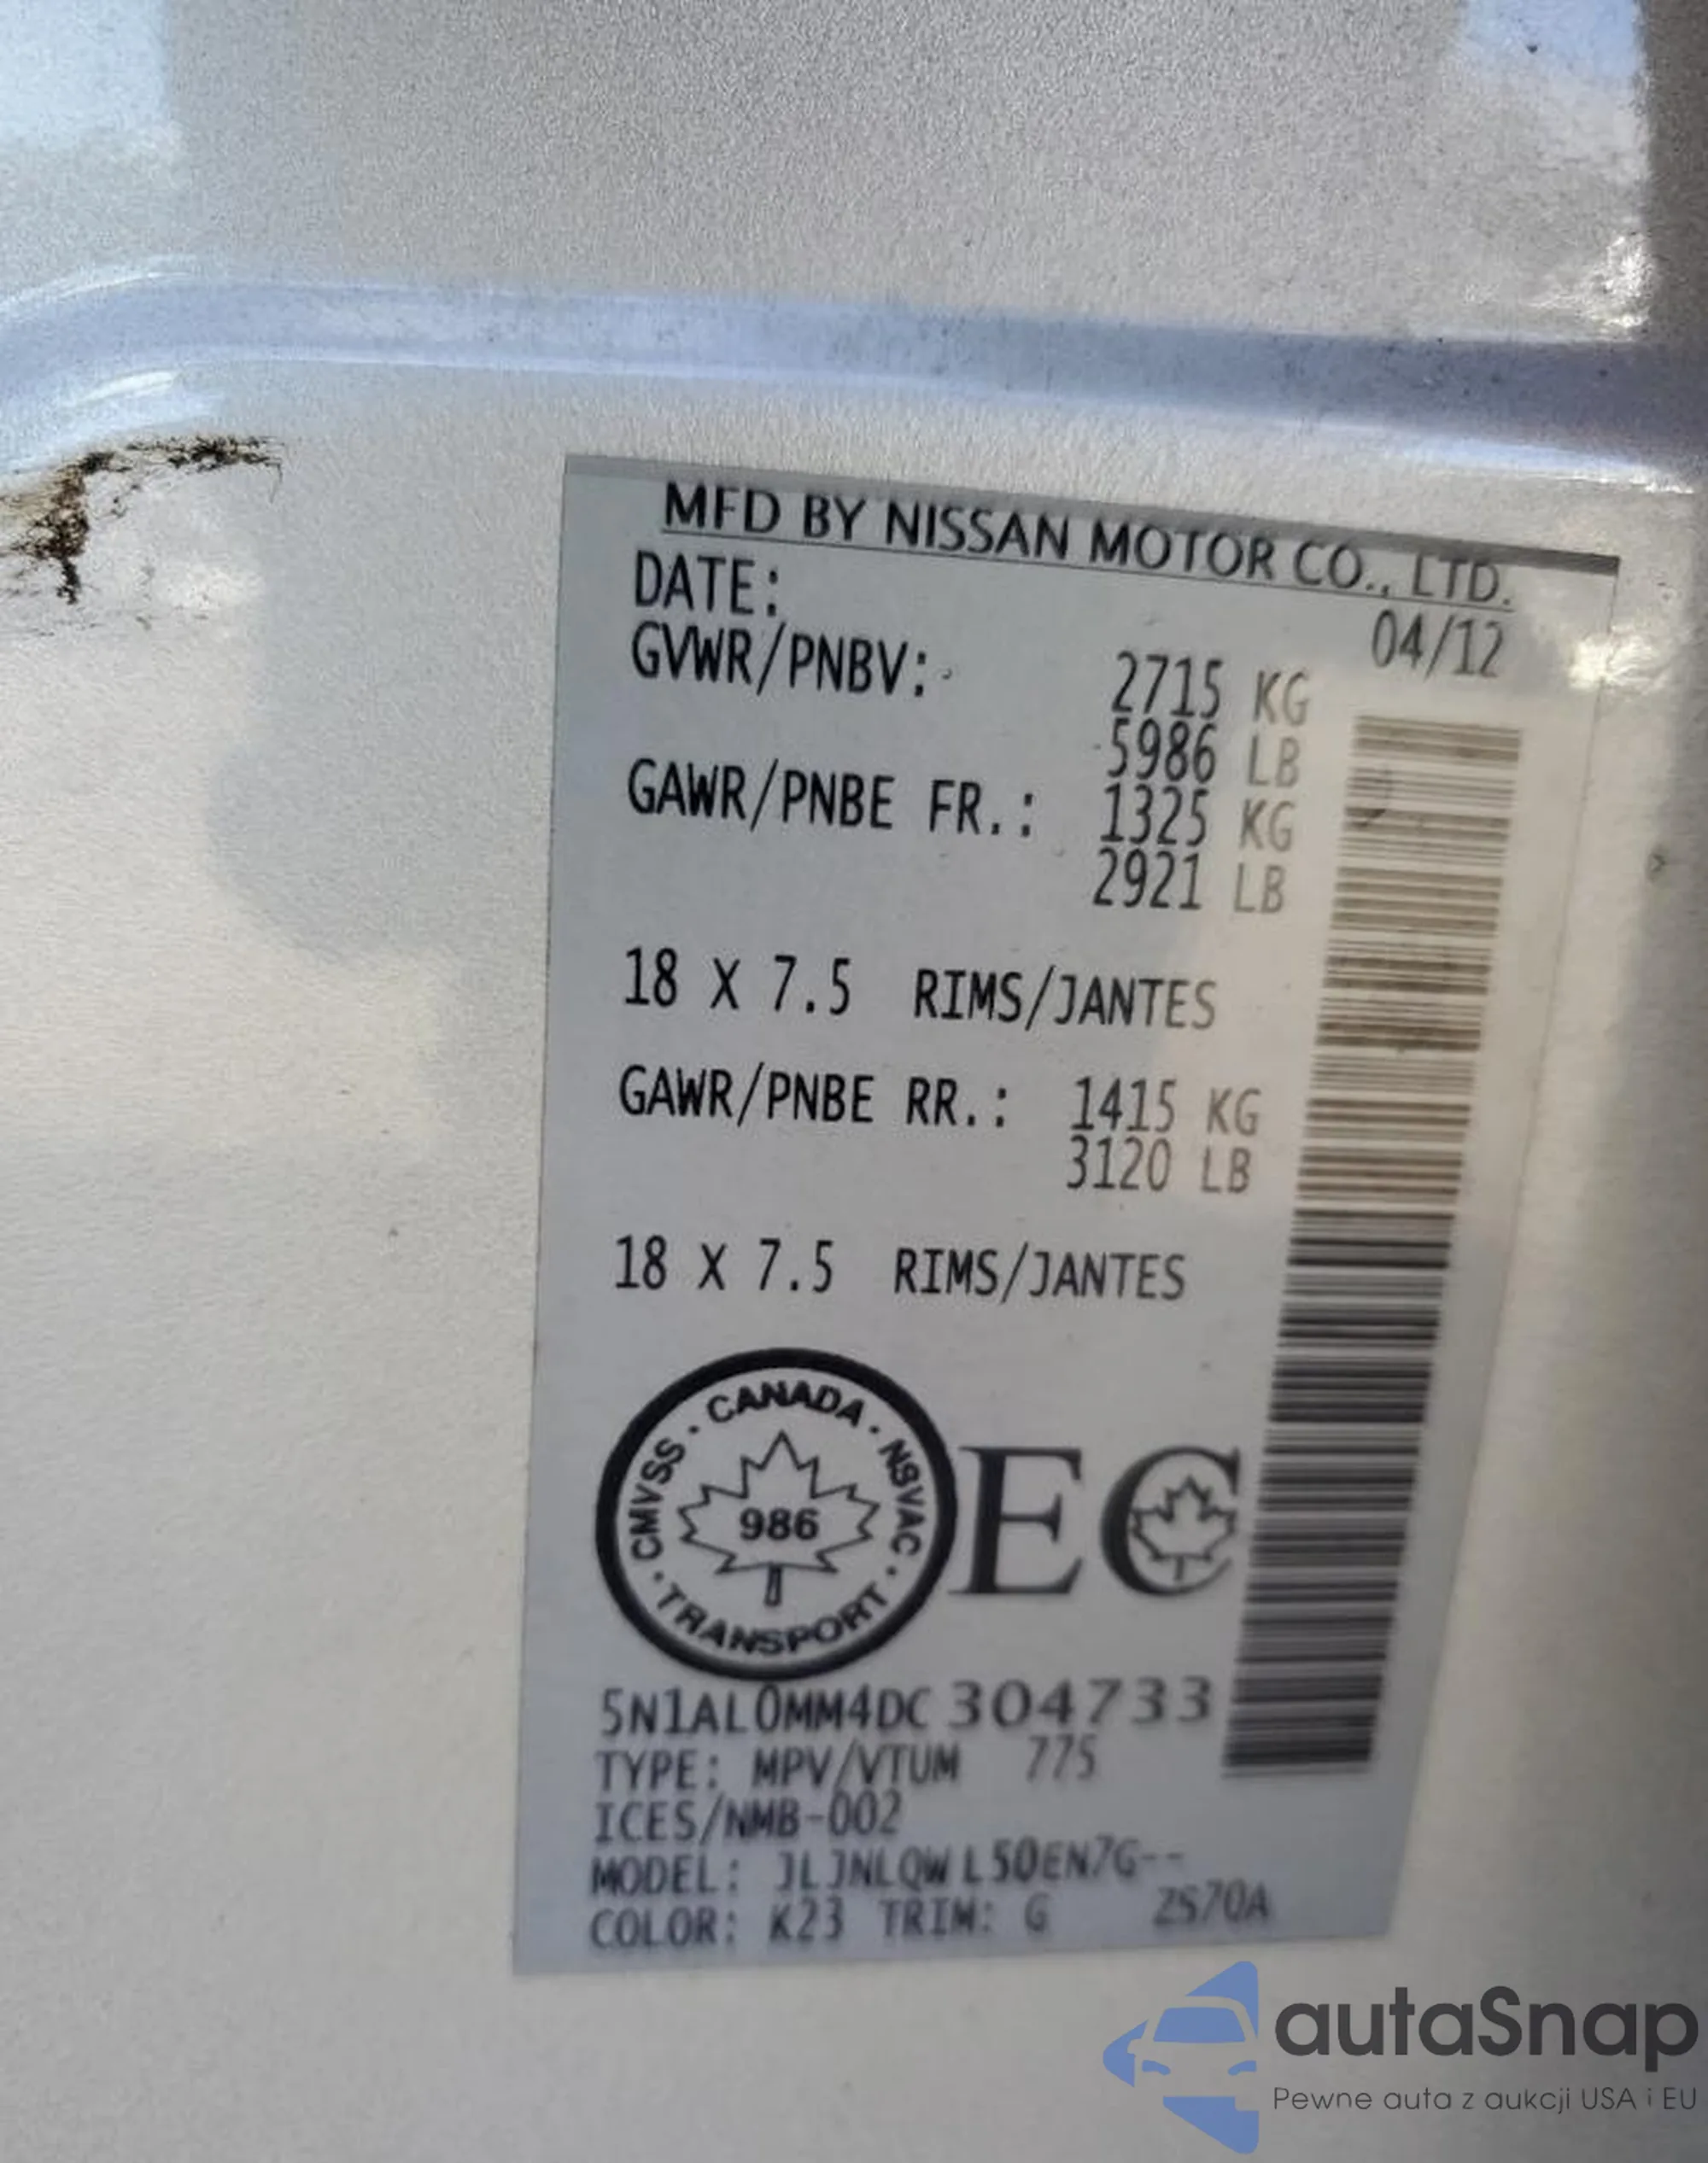 MFD BY NISSAN MOTOR CO., LTD.
DATE: 04/12
GVWR/PNBV: 2715 KG
5986 LB
GAWR/PNBE FR.: 1325 KG
2921 LB
18 X 7.5 RIMS/JANTES
GAWR/PNBE RR.: 1415 KG
3120 LB
18 X 7.5 RIMS/JANTES
CMVSS · CANADA · NSVAC · TRANSPORT ·
986
EC
5N1AL0MM4DC304733
TYPE: MPV/VTUM 775
ICES/NMB-002
MODEL: JLJNLQW L50EN7G--
COLOR: K23 TRIM: G 2S70A
autaSnap
Pewne auta z aukcji USA i EU